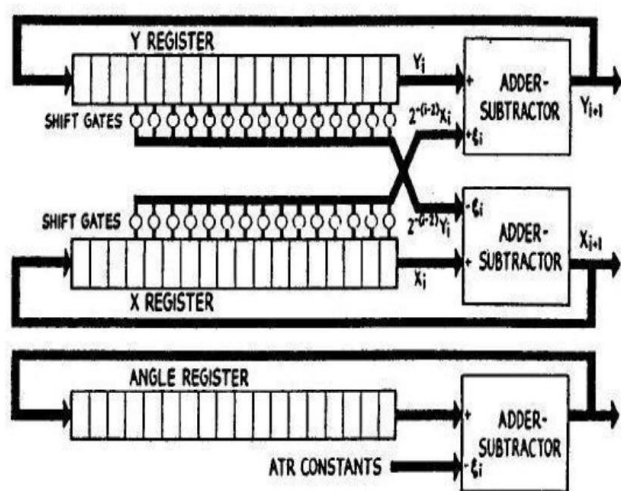 Y REGISTER
Yᵢ
+
ADDER-
SUBTRACTOR
Yᵢ₊₁
SHIFT GATES
2⁻⁽ⁱ⁻²⁾Xᵢ
+ξᵢ
SHIFT GATES
2⁻⁽ⁱ⁻²⁾Yᵢ
-ξᵢ
ADDER-
SUBTRACTOR
Xᵢ₊₁
+
Xᵢ
X REGISTER
ANGLE REGISTER
+
ADDER-
SUBTRACTOR
ATR CONSTANTS
-ξᵢ